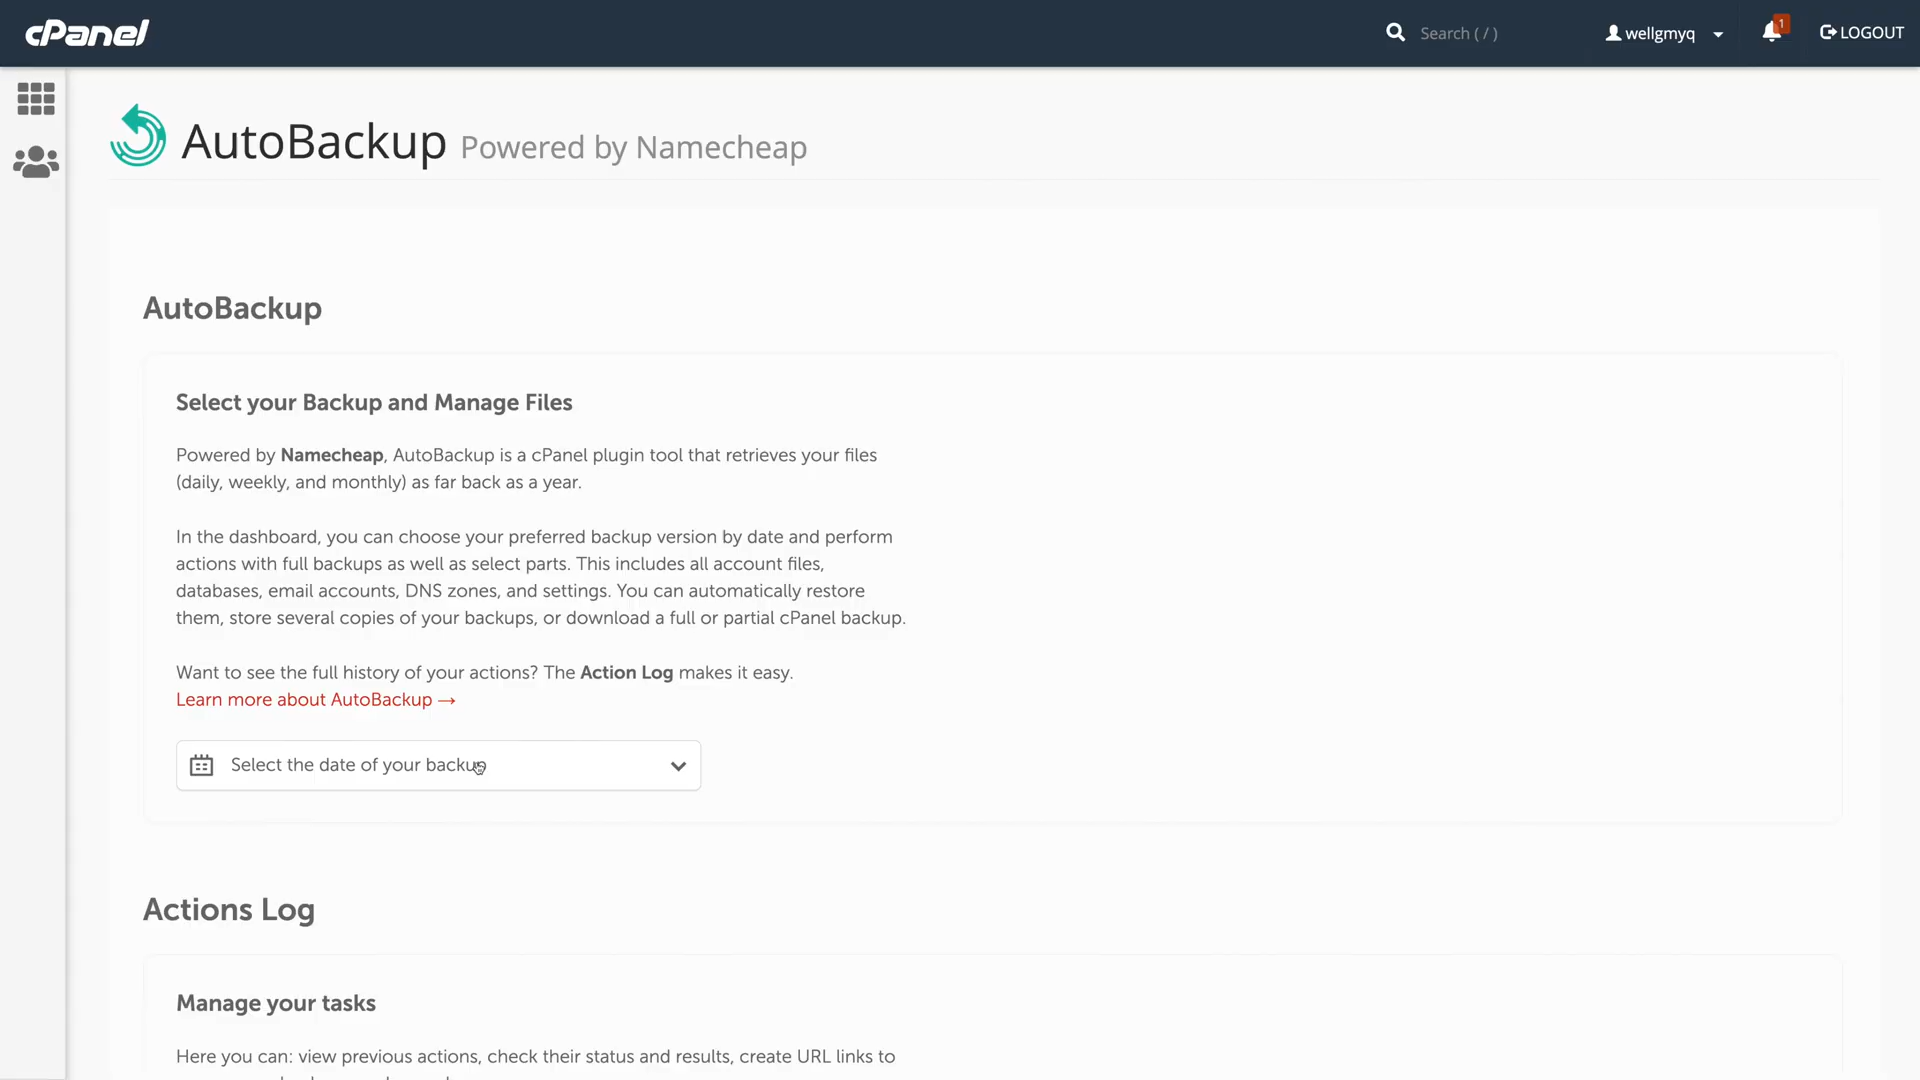 cPanel
Search ( / )
wellgmyq
1
LOGOUT
AutoBackup Powered by Namecheap
AutoBackup
Select your Backup and Manage Files
Powered by Namecheap, AutoBackup is a cPanel plugin tool that retrieves your files
(daily, weekly, and monthly) as far back as a year.
In the dashboard, you can choose your preferred backup version by date and perform
actions with full backups as well as select parts. This includes all account files,
databases, email accounts, DNS zones, and settings. You can automatically restore
them, store several copies of your backups, or download a full or partial cPanel backup.
Want to see the full history of your actions? The Action Log makes it easy.
Learn more about AutoBackup →
Select the date of your backup
Actions Log
Manage your tasks
Here you can: view previous actions, check their status and results, create URL links to